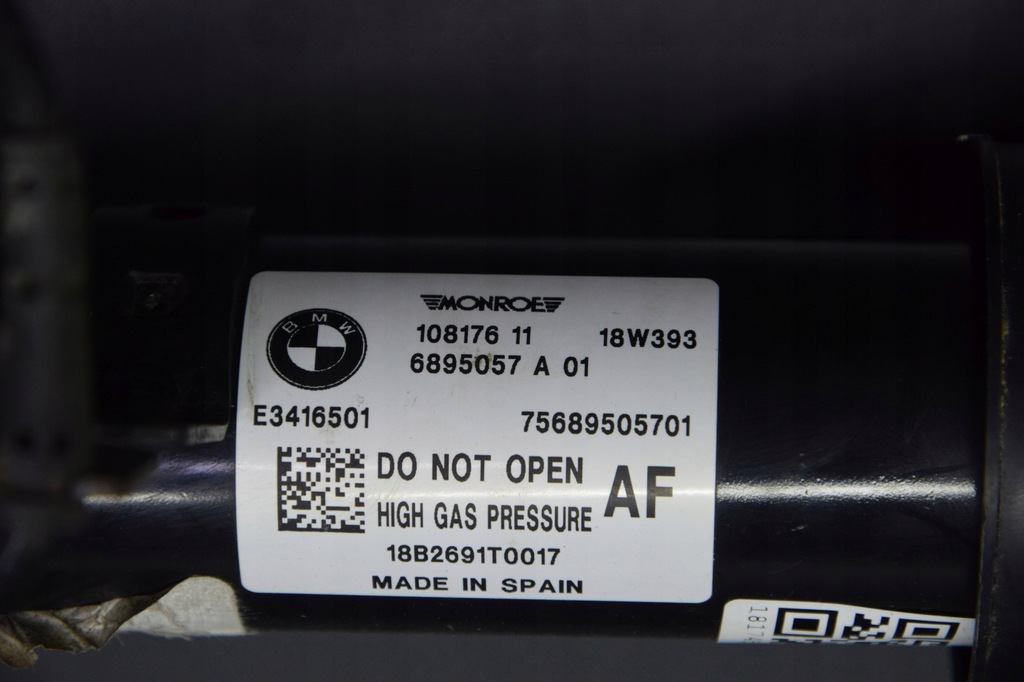 MONROE
BMW
108176 11 18W393
6895057 A 01
E3416501 75689505701
DO NOT OPEN
AF
HIGH GAS PRESSURE
18B2691T0017
MADE IN SPAIN